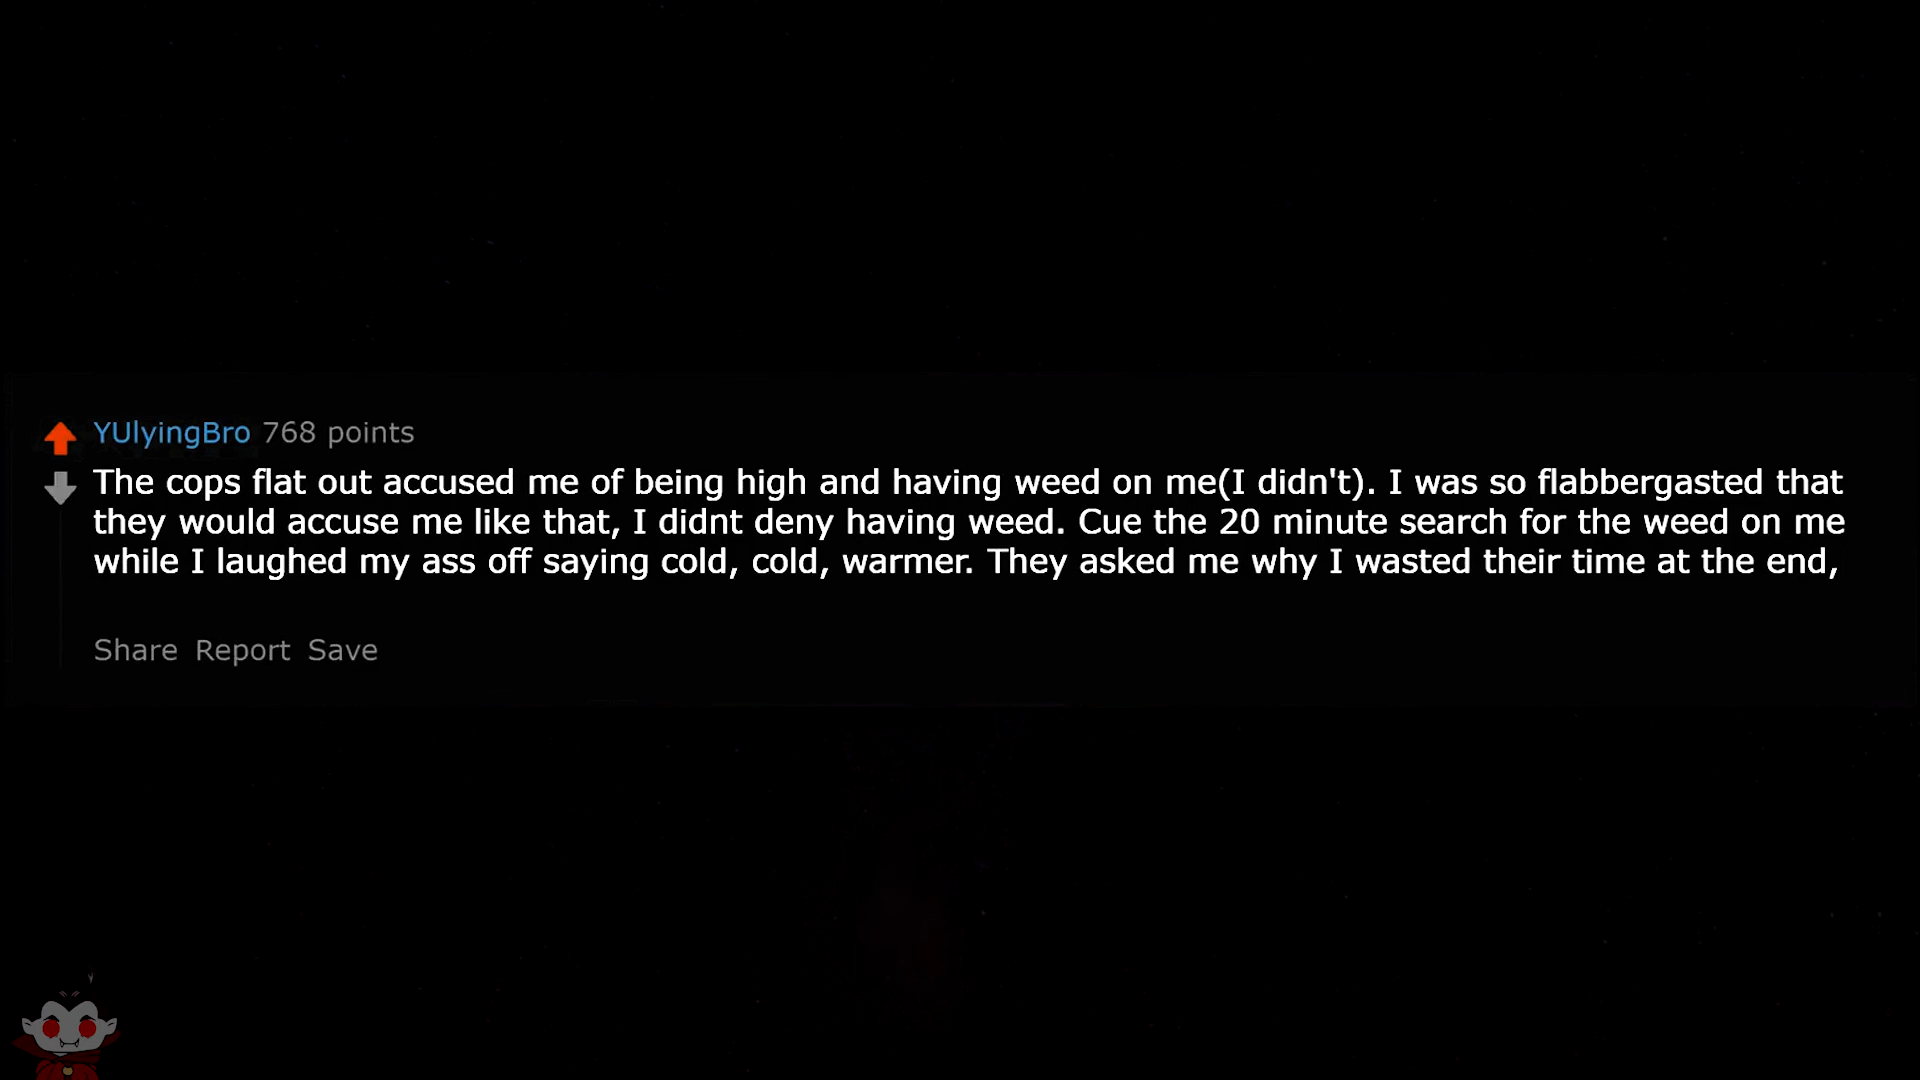 YUlyingBro 768 points
The cops flat out accused me of being high and having weed on me(I didn't). I was so flabbergasted that
they would accuse me like that, I didnt deny having weed. Cue the 20 minute search for the weed on me
while I laughed my ass off saying cold, cold, warmer. They asked me why I wasted their time at the end,
Share Report Save